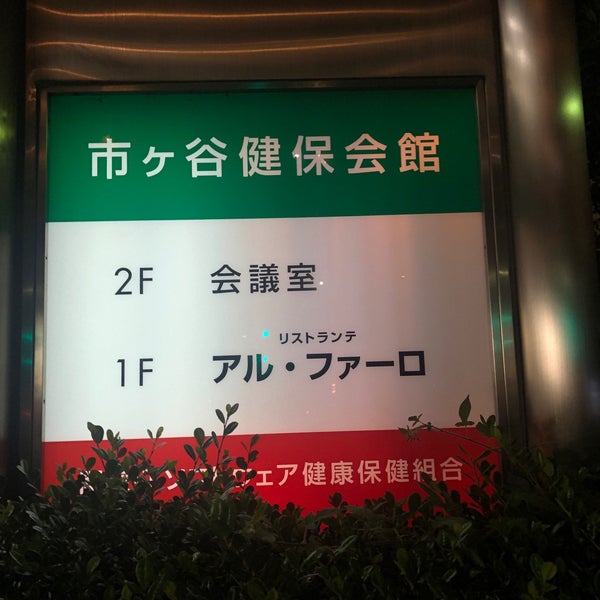 市ヶ谷健保会館
2F 会議室
リストランテ
1F アル・ファーロ
ウェア健康保健組合